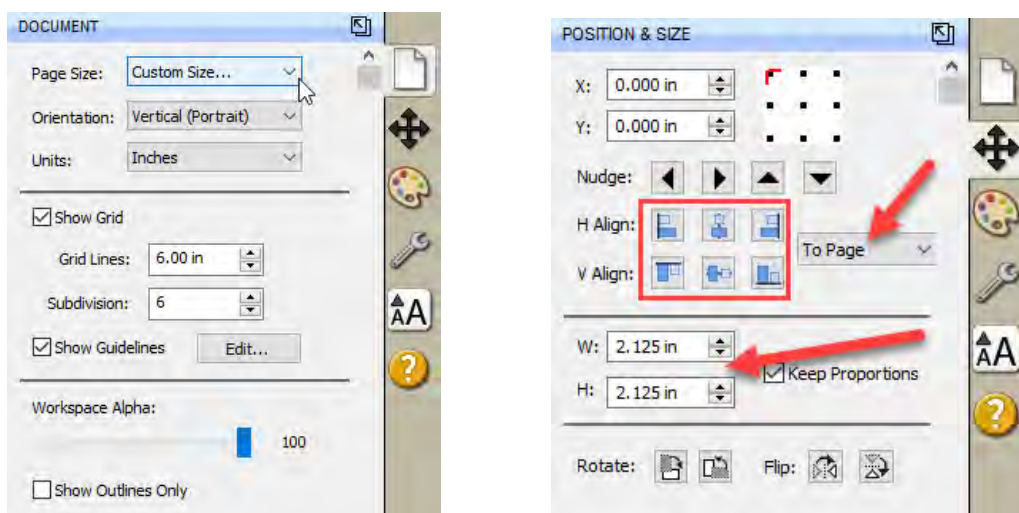 DOCUMENT
Page Size: Custom Size...
Orientation: Vertical (Portrait)
Units: Inches
Show Grid
Grid Lines: 6.00 in
Subdivision: 6
Show Guidelines Edit...
Workspace Alpha:
100
Show Outlines Only
AA
?
POSITION & SIZE
X: 0.000 in
Y: 0.000 in
Nudge:
H Align:
To Page
V Align:
W: 2.125 in
Keep Proportions
H: 2.125 in
Rotate: Flip:
AA
?